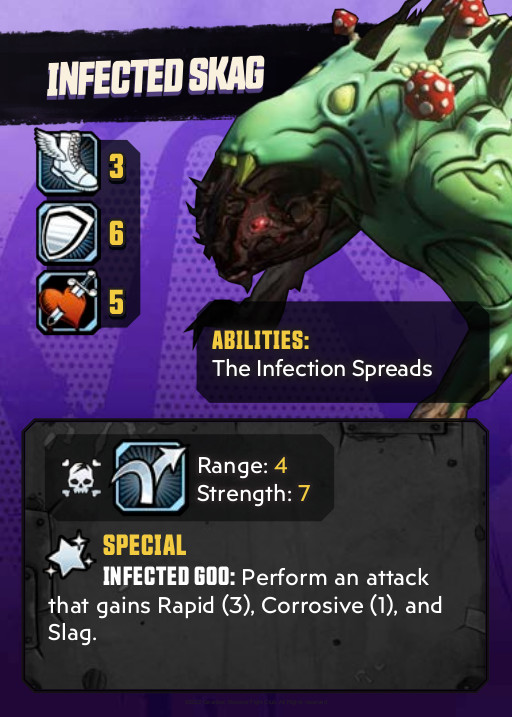 INFECTED SKAG
3
6
5
ABILITIES:
The Infection Spreads
Range: 4
Strength: 7
SPECIAL
INFECTED GOO: Perform an attack
that gains Rapid (3), Corrosive (1), and
Slag.